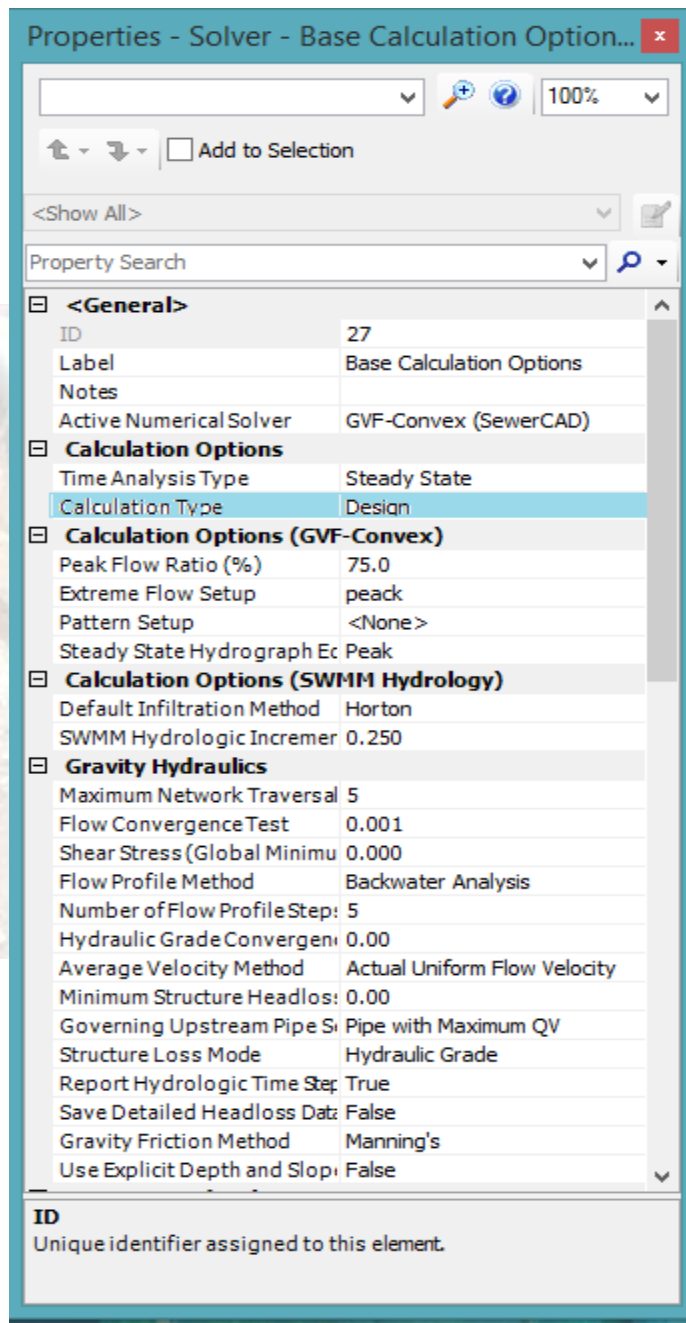 Properties - Solver - Base Calculation Option...
100%
Add to Selection
<Show All>
Property Search
<General>
ID 27
Label Base Calculation Options
Notes
Active Numerical Solver GVF-Convex (SewerCAD)
Calculation Options
Time Analysis Type Steady State
Calculation Type Design
Calculation Options (GVF-Convex)
Peak Flow Ratio (%) 75.0
Extreme Flow Setup peack
Pattern Setup <None>
Steady State Hydrograph Ec Peak
Calculation Options (SWMM Hydrology)
Default Infiltration Method Horton
SWMM Hydrologic Incremer 0.250
Gravity Hydraulics
Maximum Network Traversal 5
Flow Convergence Test 0.001
Shear Stress (Global Minimu 0.000
Flow Profile Method Backwater Analysis
Number of Flow Profile Steps 5
Hydraulic Grade Convergen 0.00
Average Velocity Method Actual Uniform Flow Velocity
Minimum Structure Headloss 0.00
Governing Upstream Pipe S Pipe with Maximum QV
Structure Loss Mode Hydraulic Grade
Report Hydrologic Time Step True
Save Detailed Headloss Data False
Gravity Friction Method Manning's
Use Explicit Depth and Slop False
ID
Unique identifier assigned to this element.